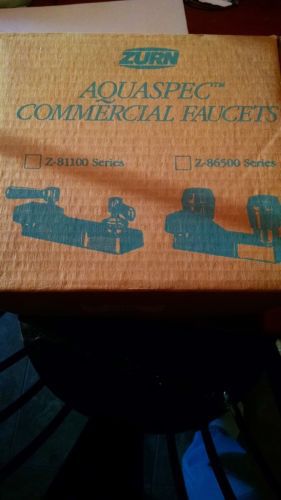 ZURN
AQUASPEC™
COMMERCIAL FAUCETS
Z-81100 Series
Z-86500 Series